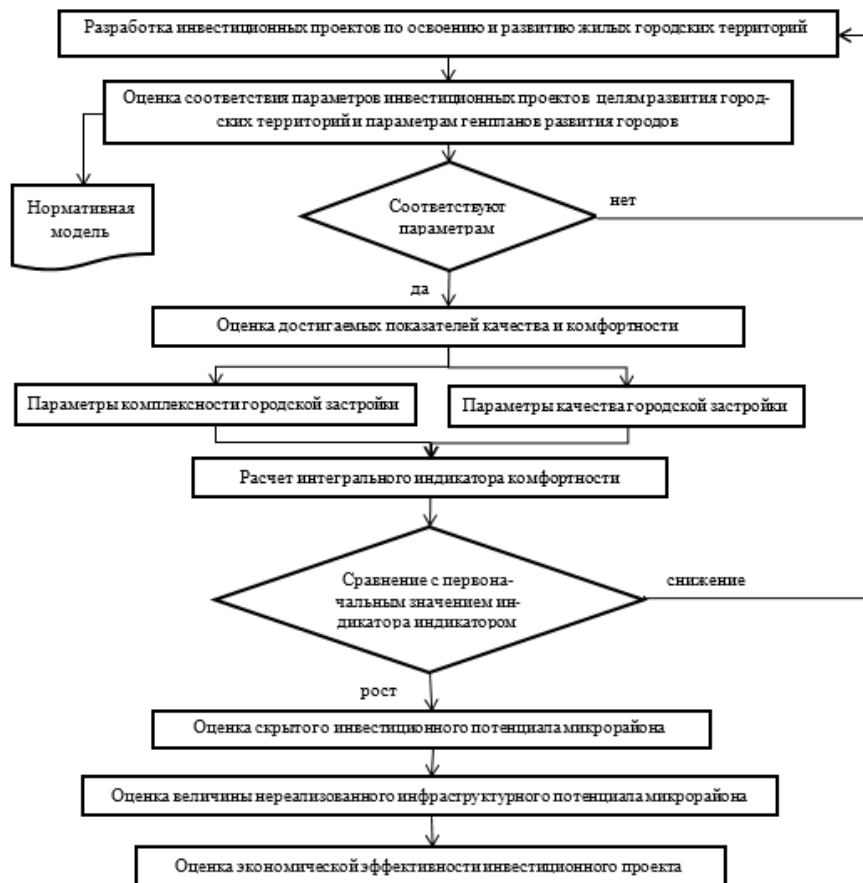 Разработка инвестиционных проектов по освоению и развитию жилых городских территорий
Оценка соответствия параметров инвестиционных проектов целям развития город-
ских территорий и параметрам генпланов развития городов
Нормативная
модель
Соответствуют
параметрам
нет
да
Оценка достигаемых показателей качества и комфортности
Параметры комплексности городской застройки
Параметры качества городской застройки
Расчет интегрального индикатора комфортности
Сравнение с первона-
чальным значением ин-
дикатора индикатором
снижение
рост
Оценка скрытого инвестиционного потенциала микрорайона
Оценка величины нереализованного инфраструктурного потенциала микрорайона
Оценка экономической эффективности инвестиционного проекта